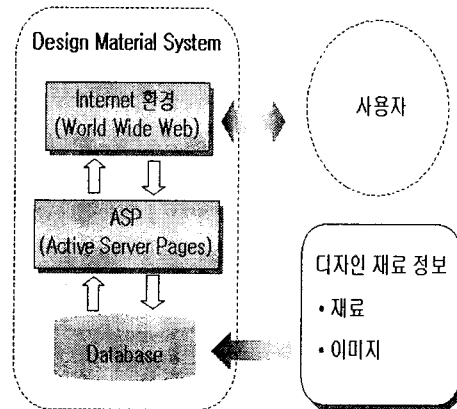 Design Material System
Internet 환경
(World Wide Web)
ASP
(Active Server Pages)
Database
사용자
디자인 재료 정보
• 재료
• 이미지